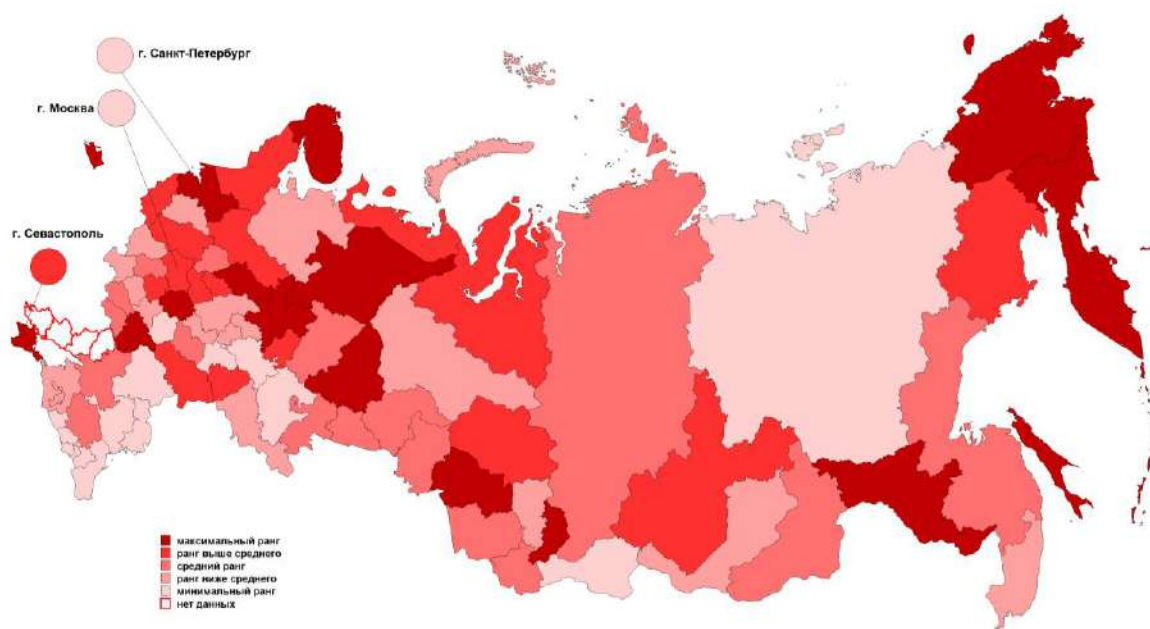 г. Санкт-Петербург
г. Москва
г. Севастополь
максимальный ранг
ранг выше среднего
средний ранг
ранг ниже среднего
минимальный ранг
нет данных